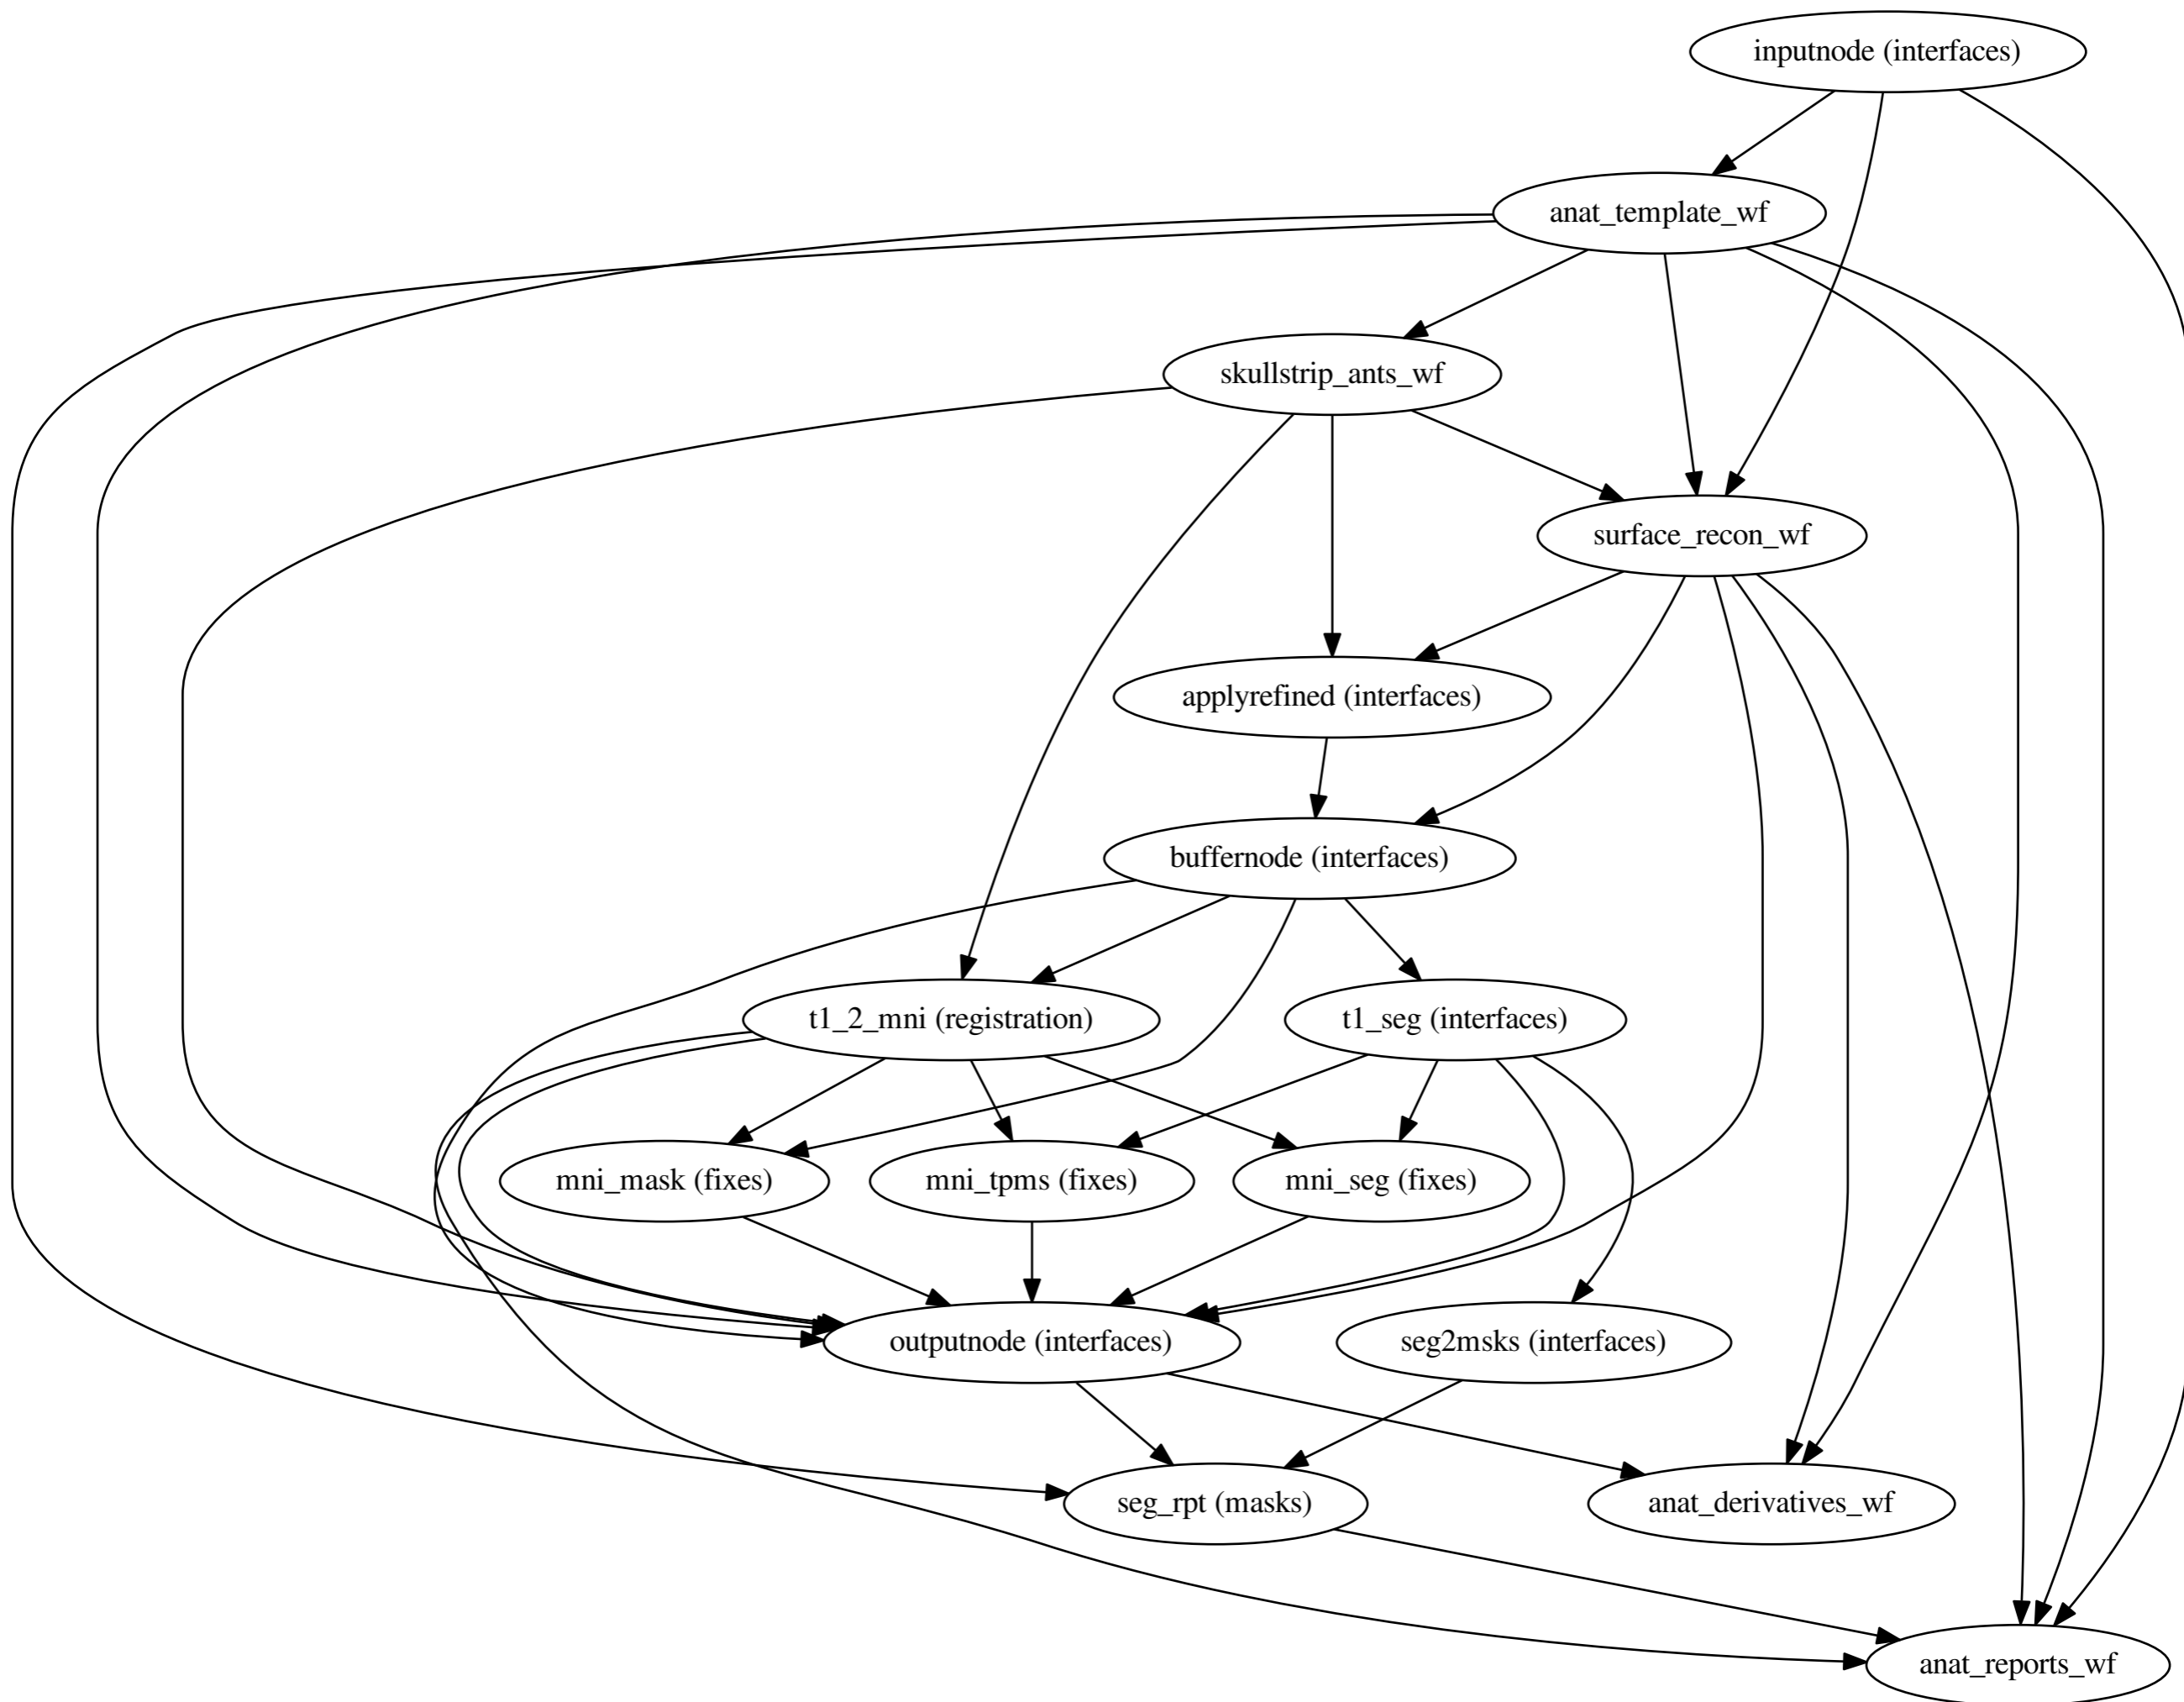 inputnode (interfaces)
anat_template_wf
skullstrip_ants_wf
surface_recon_wf
applyrefined (interfaces)
buffernode (interfaces)
t1_2_mni (registration)
t1_seg (interfaces)
mni_mask (fixes)
mni_tpms (fixes)
mni_seg (fixes)
outputnode (interfaces)
seg2msks (interfaces)
seg_rpt (masks)
anat_derivatives_wf
anat_reports_wf